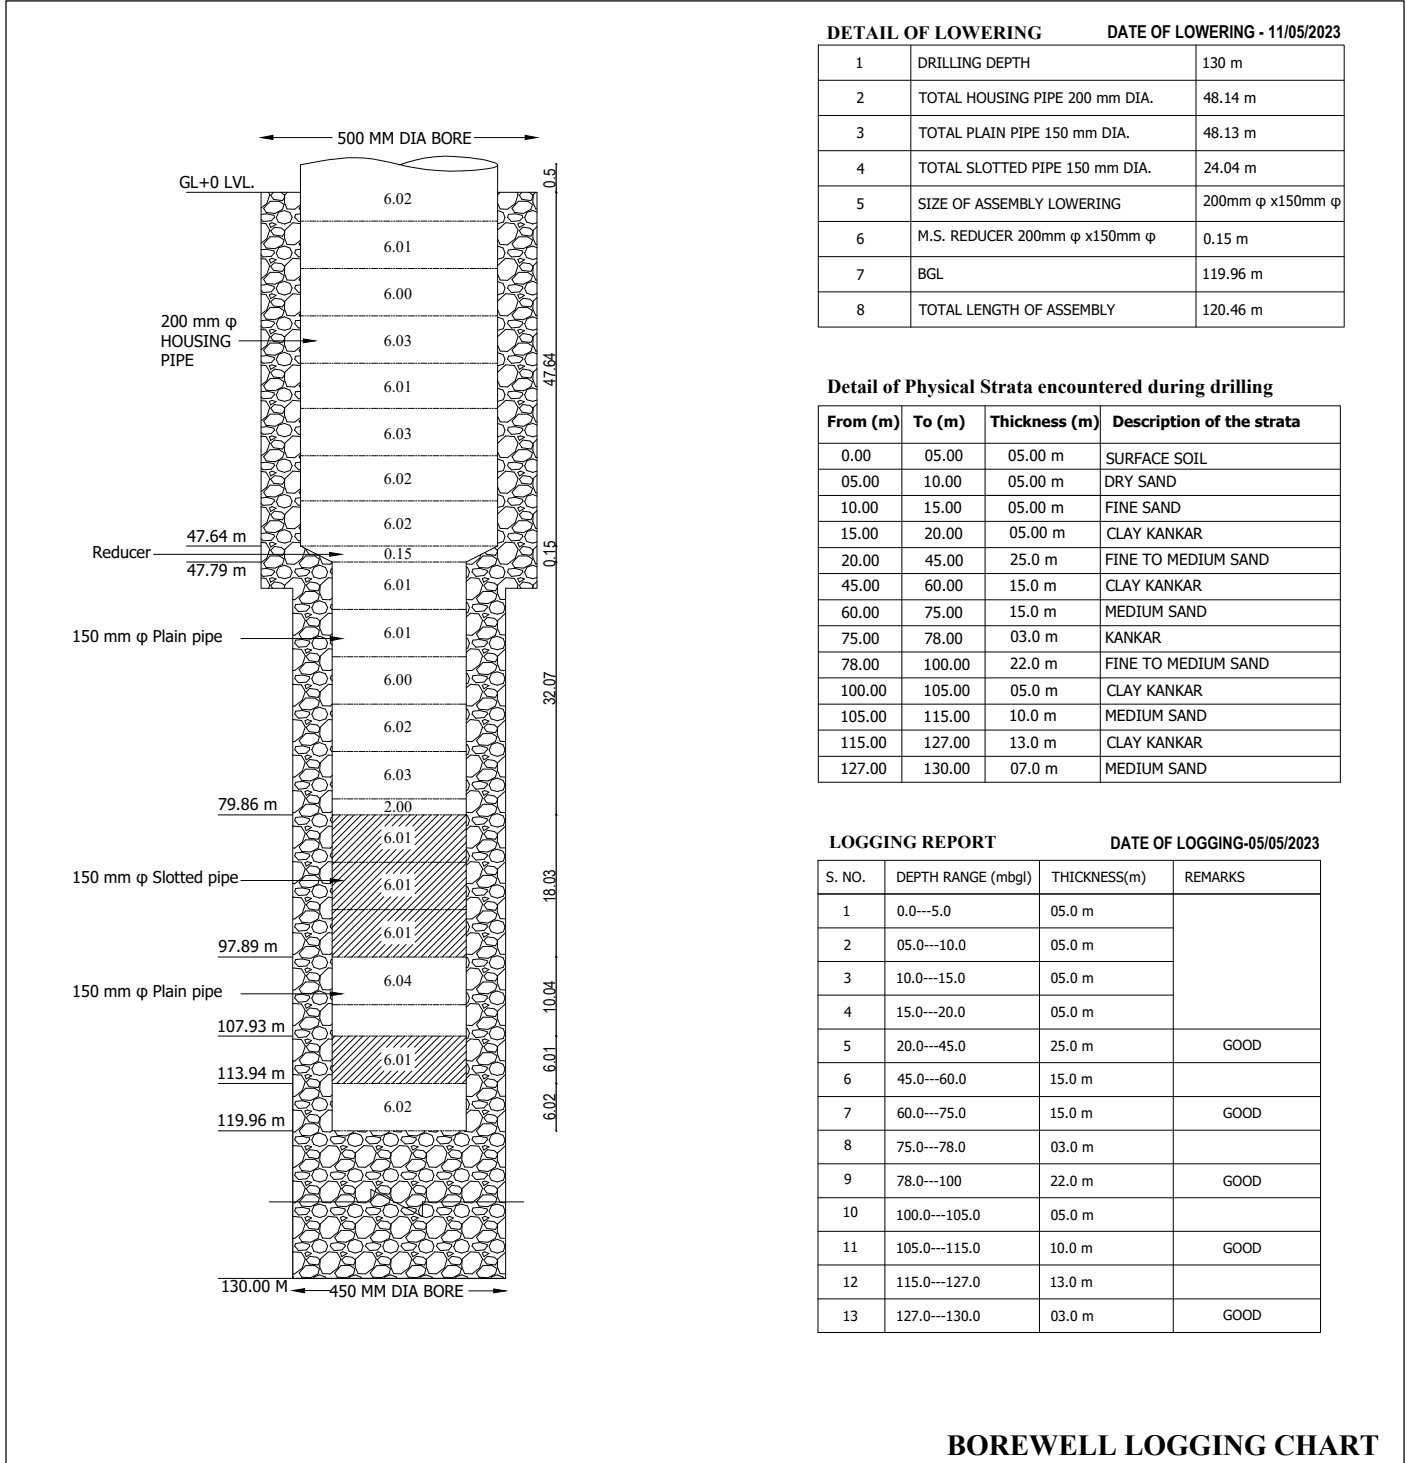 500 MM DIA BORE
GL+0 LVL.
0.5
6.02
6.01
6.00
200 mm φ
HOUSING
PIPE
6.03
47.64
6.01
6.03
6.02
6.02
47.64 m
Reducer
0.15
0.15
47.79 m
6.01
150 mm φ Plain pipe
6.01
6.00
32.07
6.02
6.03
79.86 m
2.00
6.01
150 mm φ Slotted pipe
6.01
18.03
6.01
97.89 m
6.04
150 mm φ Plain pipe
10.04
107.93 m
6.01
6.01
113.94 m
6.02
6.02
119.96 m
130.00 M
450 MM DIA BORE
DETAIL OF LOWERING DATE OF LOWERING - 11/05/2023
1 DRILLING DEPTH 130 m
2 TOTAL HOUSING PIPE 200 mm DIA. 48.14 m
3 TOTAL PLAIN PIPE 150 mm DIA. 48.13 m
4 TOTAL SLOTTED PIPE 150 mm DIA. 24.04 m
5 SIZE OF ASSEMBLY LOWERING 200mm φ x150mm φ
6 M.S. REDUCER 200mm φ x150mm φ 0.15 m
7 BGL 119.96 m
8 TOTAL LENGTH OF ASSEMBLY 120.46 m
Detail of Physical Strata encountered during drilling
From (m) To (m) Thickness (m) Description of the strata
0.00 05.00 05.00 m SURFACE SOIL
05.00 10.00 05.00 m DRY SAND
10.00 15.00 05.00 m FINE SAND
15.00 20.00 05.00 m CLAY KANKAR
20.00 45.00 25.0 m FINE TO MEDIUM SAND
45.00 60.00 15.0 m CLAY KANKAR
60.00 75.00 15.0 m MEDIUM SAND
75.00 78.00 03.0 m KANKAR
78.00 100.00 22.0 m FINE TO MEDIUM SAND
100.00 105.00 05.0 m CLAY KANKAR
105.00 115.00 10.0 m MEDIUM SAND
115.00 127.00 13.0 m CLAY KANKAR
127.00 130.00 07.0 m MEDIUM SAND
LOGGING REPORT DATE OF LOGGING-05/05/2023
S. NO. DEPTH RANGE (mbgl) THICKNESS(m) REMARKS
1 0.0---5.0 05.0 m
2 05.0---10.0 05.0 m
3 10.0---15.0 05.0 m
4 15.0---20.0 05.0 m
5 20.0---45.0 25.0 m GOOD
6 45.0---60.0 15.0 m
7 60.0---75.0 15.0 m GOOD
8 75.0---78.0 03.0 m
9 78.0---100 22.0 m GOOD
10 100.0---105.0 05.0 m
11 105.0---115.0 10.0 m GOOD
12 115.0---127.0 13.0 m
13 127.0---130.0 03.0 m GOOD
BOREWELL LOGGING CHART